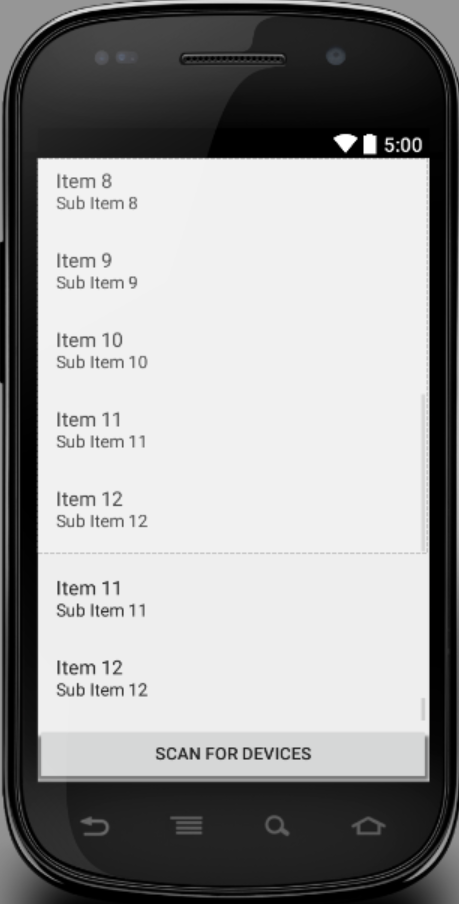 5:00
Item 8
Sub Item 8
Item 9
Sub Item 9
Item 10
Sub Item 10
Item 11
Sub Item 11
Item 12
Sub Item 12
Item 11
Sub Item 11
Item 12
Sub Item 12
SCAN FOR DEVICES